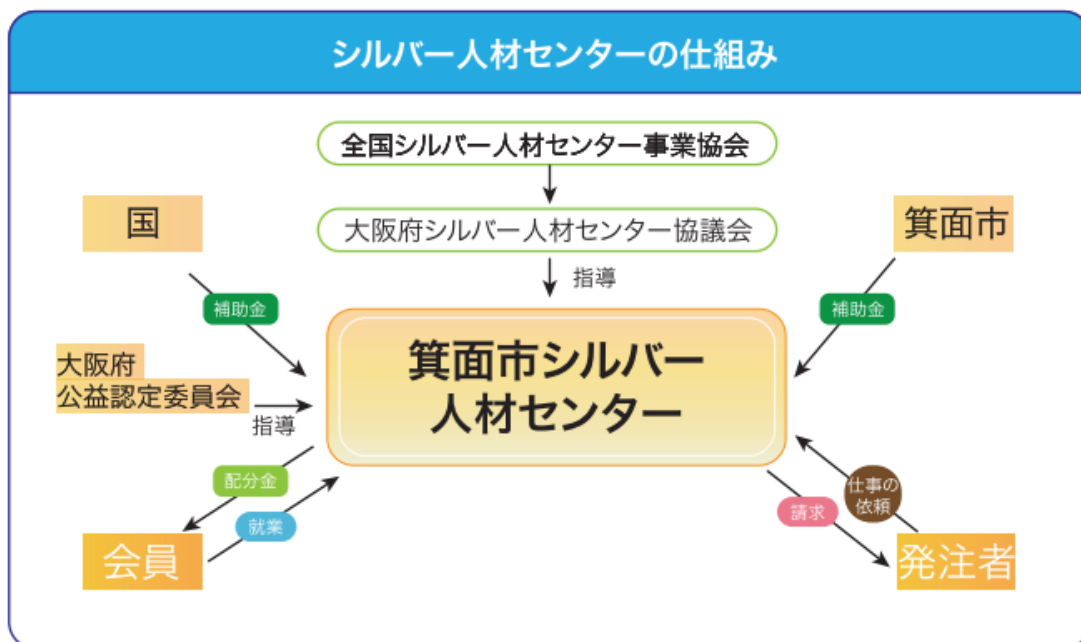 シルバー人材センターの仕組み
全国シルバー人材センター事業協会
国
大阪府シルバー人材センター協議会
箕面市
指導
補助金
補助金
箕面市シルバー
人材センター
大阪府
公益認定委員会
指導
配分金
就業
仕事の
依頼
請求
会員
発注者